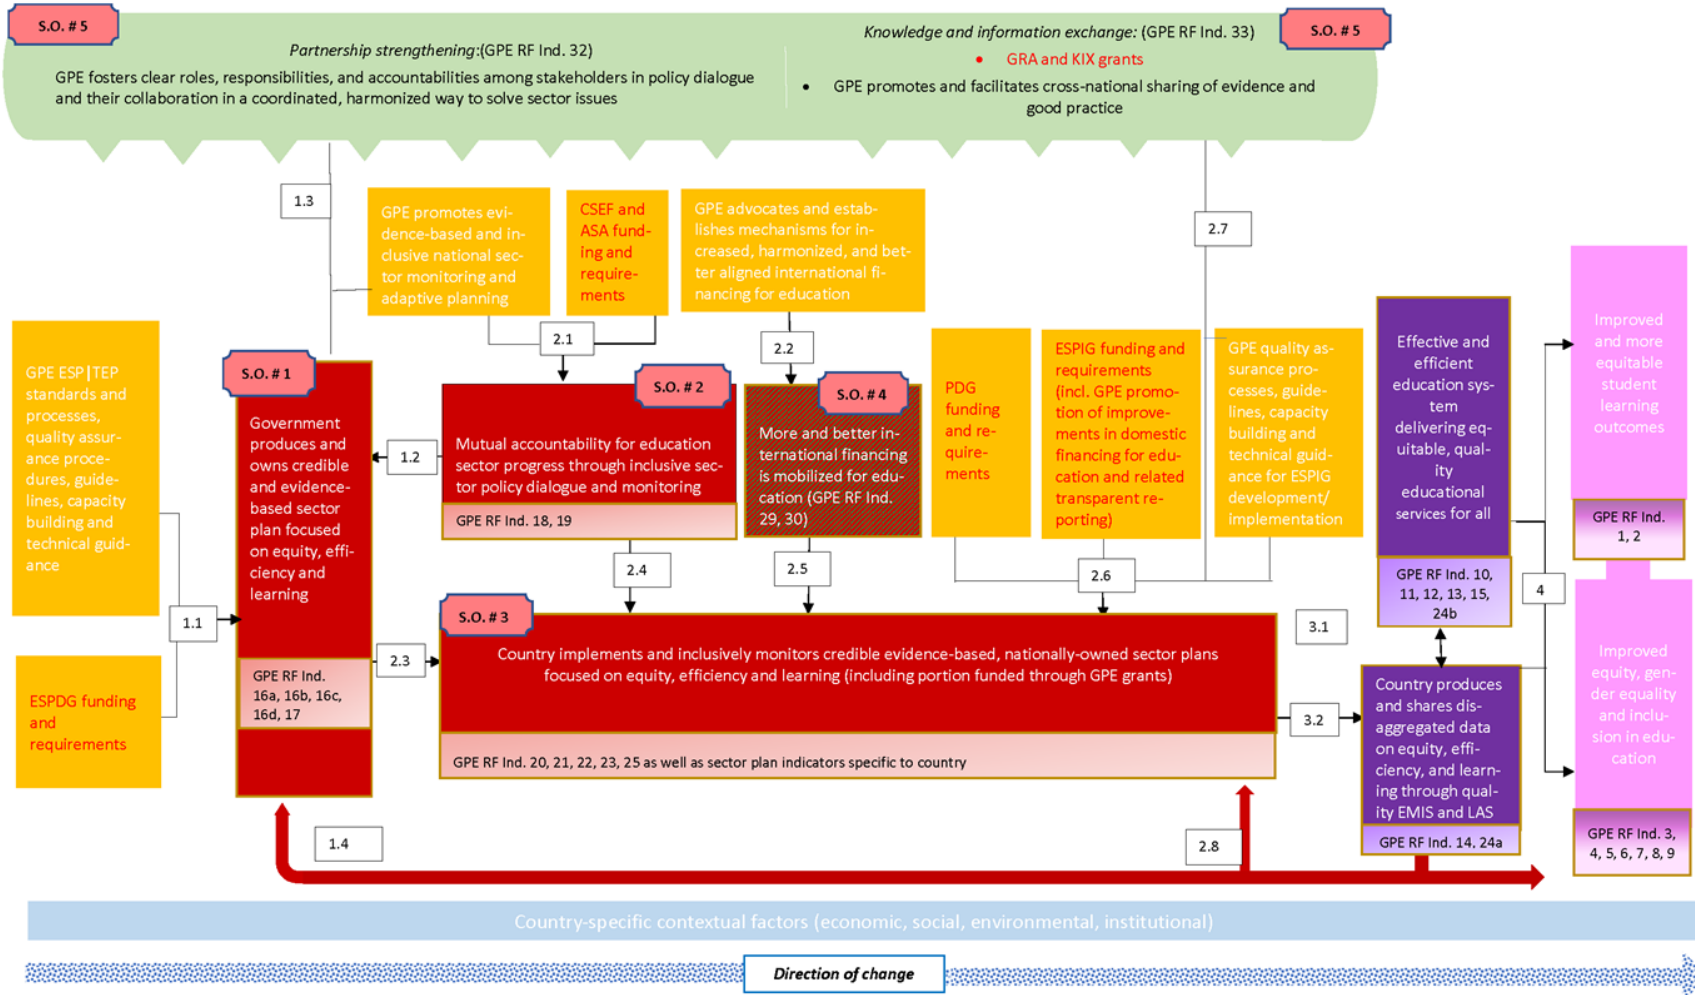 S.O. # 5
Partnership strengthening:(GPE RF Ind. 32)
GPE fosters clear roles, responsibilities, and accountabilities among stakeholders in policy dialogue
and their collaboration in a coordinated, harmonized way to solve sector issues
Knowledge and information exchange: (GPE RF Ind. 33)
• GRA and KIX grants
• GPE promotes and facilitates cross-national sharing of evidence and
good practice
S.O. # 5
1.3
GPE promotes evi-
dence-based and in-
clusive national sec-
tor monitoring and
adaptive planning
CSEF and
ASA fund-
ing and
require-
ments
GPE advocates and estab-
lishes mechanisms for in-
creased, harmonized, and bet-
ter aligned international fi-
nancing for education
2.7
2.1
2.2
GPE ESP|TEP
standards and
processes,
quality assur-
ance proce-
dures, guide-
lines, capacity
building and
technical guid-
ance
ESPDG funding
and
requirements
1.1
S.O. # 1
Government
produces and
owns credible
and evidence-
based sector
plan focused
on equity, effi-
ciency and
learning
GPE RF Ind.
16a, 16b, 16c,
16d, 17
1.2
S.O. # 2
Mutual accountability for education
sector progress through inclusive sec-
tor policy dialogue and monitoring
GPE RF Ind. 18, 19
S.O. # 4
More and better in-
ternational financing
is mobilized for edu-
cation (GPE RF Ind.
29, 30)
PDG
funding
and re-
quire-
ments
ESPIG funding and
requirements
(incl. GPE promo-
tion of improve-
ments in domestic
financing for edu-
cation and related
transparent re-
porting)
GPE quality as-
surance pro-
cesses, guide-
lines, capacity
building and
technical guid-
ance for ESPIG
development/
implementation
2.4
2.5
2.6
2.3
S.O. # 3
Country implements and inclusively monitors credible evidence-based, nationally-owned sector plans
focused on equity, efficiency and learning (including portion funded through GPE grants)
GPE RF Ind. 20, 21, 22, 23, 25 as well as sector plan indicators specific to country
3.1
3.2
Effective and
efficient
education sys-
tem
delivering eq-
uitable, qual-
ity
educational
services for all
GPE RF Ind. 10,
11, 12, 13, 15,
24b
Country produces
and shares dis-
aggregated data
on equity, effi-
ciency, and learn-
ing through qual-
ity EMIS and LAS
GPE RF Ind. 14, 24a
4
Improved
and more
equitable
student
learning
outcomes
GPE RF Ind.
1, 2
Improved
equity, gen-
der equality
and inclu-
sion in edu-
cation
GPE RF Ind. 3,
4, 5, 6, 7, 8, 9
1.4
2.8
Country-specific contextual factors (economic, social, environmental, institutional)
Direction of change